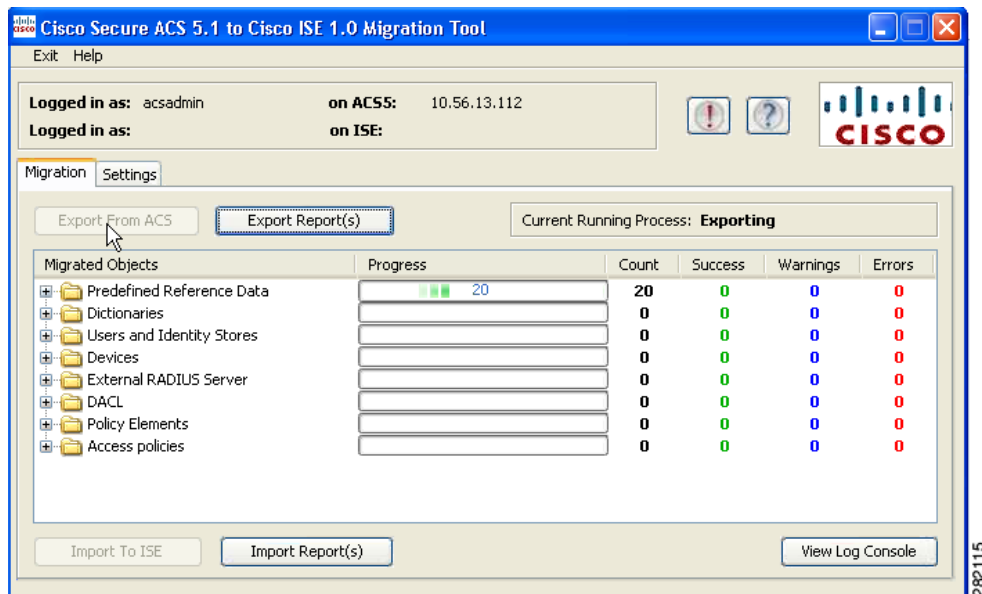 Cisco Secure ACS 5.1 to Cisco ISE 1.0 Migration Tool
Exit Help
Logged in as: acsadmin on ACS5: 10.56.13.112
Logged in as: on ISE:
CISCO
Migration Settings
Export From ACS Export Report(s) Current Running Process: Exporting
Migrated Objects Progress Count Success Warnings Errors
Predefined Reference Data 20 20 0 0 0
Dictionaries 0 0 0 0
Users and Identity Stores 0 0 0 0
Devices 0 0 0 0
External RADIUS Server 0 0 0 0
DACL 0 0 0 0
Policy Elements 0 0 0 0
Access policies 0 0 0 0
Import To ISE Import Report(s) View Log Console
282115